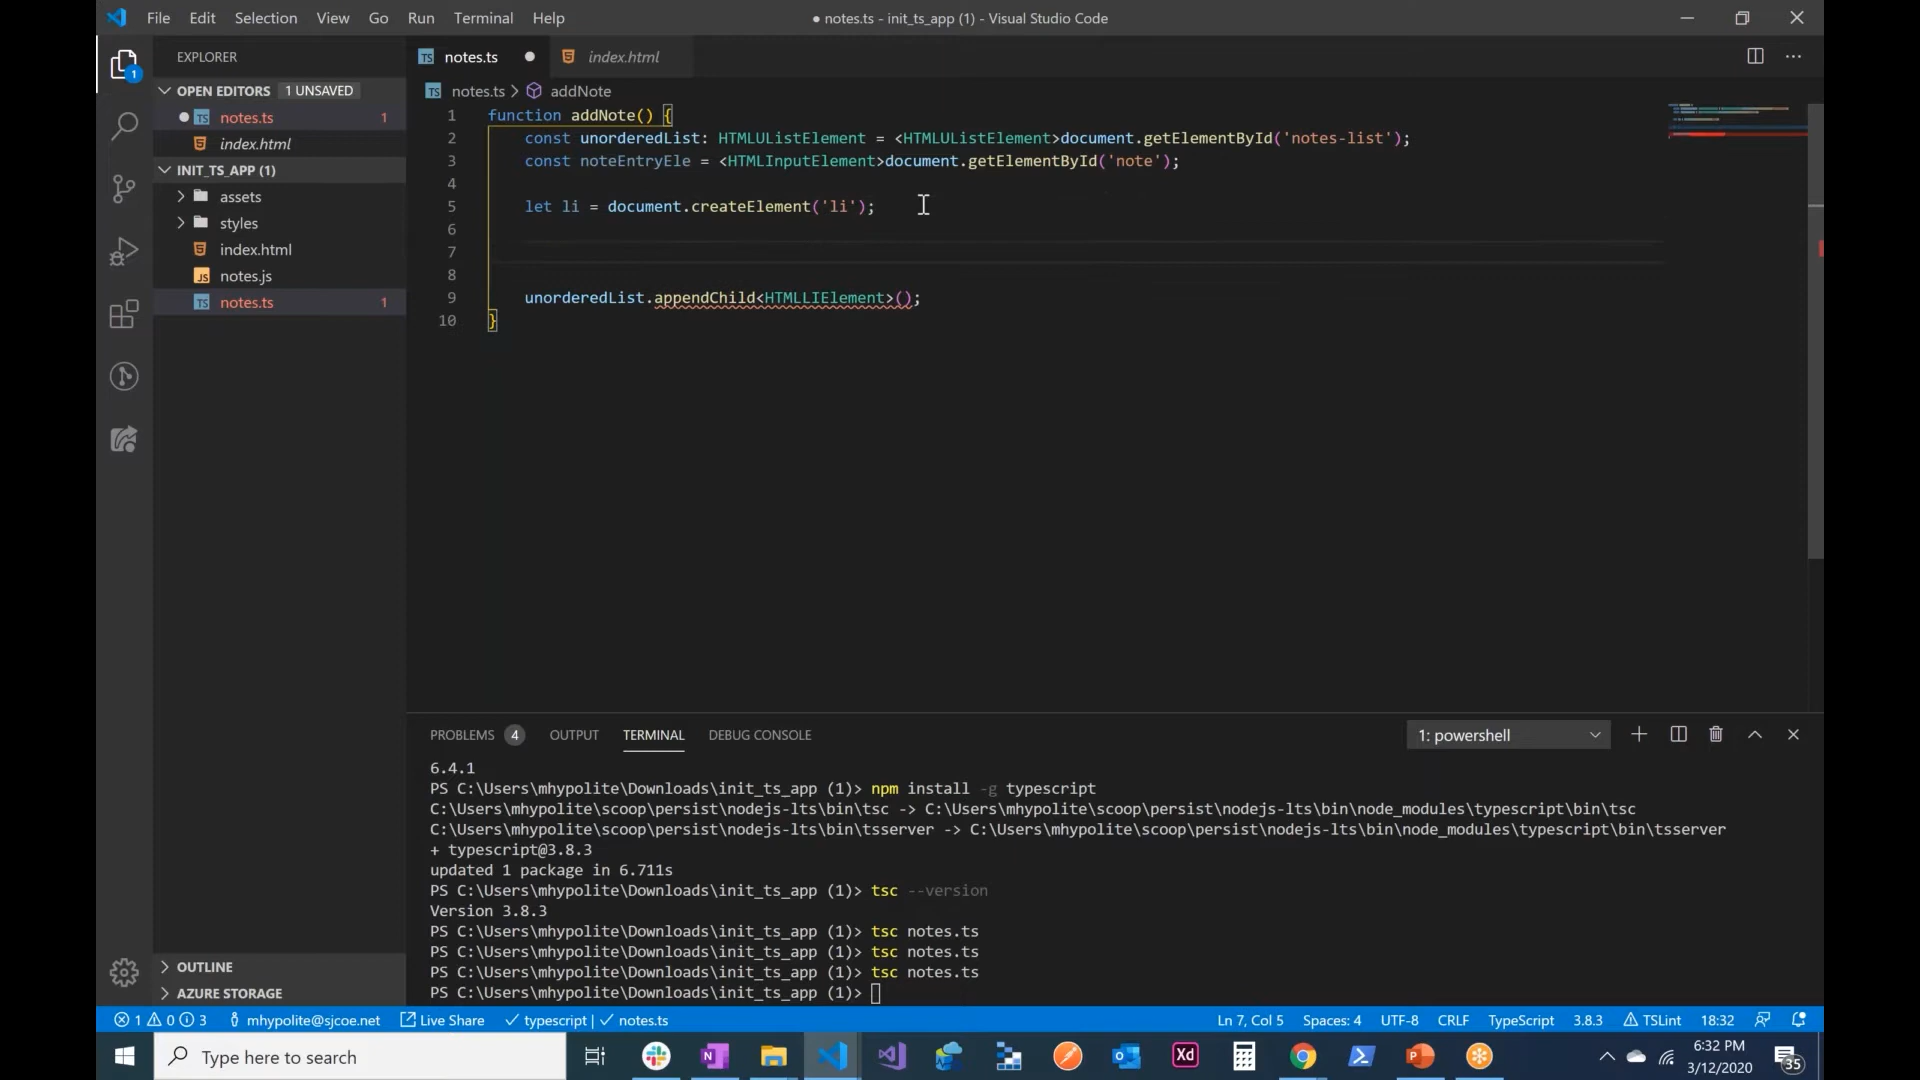 File Edit Selection View Go Run Terminal Help
● notes.ts - init_ts_app (1) - Visual Studio Code
EXPLORER
OPEN EDITORS 1 UNSAVED
notes.ts 1
index.html
INIT_TS_APP (1)
assets
styles
index.html
notes.js
notes.ts 1
OUTLINE
AZURE STORAGE
1
TS notes.ts
index.html
TS notes.ts > addNote
1 function addNote() {
2 const unorderedList: HTMLUListElement = <HTMLUListElement>document.getElementById('notes-list');
3 const noteEntryEle = <HTMLInputElement>document.getElementById('note');
4
5 let li = document.createElement('li');
6
7
8
9 unorderedList.appendChild<HTMLLIElement>();
10 }
PROBLEMS 4 OUTPUT TERMINAL DEBUG CONSOLE
1: powershell
6.4.1
PS C:\Users\mhypolite\Downloads\init_ts_app (1)> npm install -g typescript
C:\Users\mhypolite\scoop\persist\nodejs-lts\bin\tsc -> C:\Users\mhypolite\scoop\persist\nodejs-lts\bin\node_modules\typescript\bin\tsc
C:\Users\mhypolite\scoop\persist\nodejs-lts\bin\tsserver -> C:\Users\mhypolite\scoop\persist\nodejs-lts\bin\node_modules\typescript\bin\tsserver
+ typescript@3.8.3
updated 1 package in 6.711s
PS C:\Users\mhypolite\Downloads\init_ts_app (1)> tsc --version
Version 3.8.3
PS C:\Users\mhypolite\Downloads\init_ts_app (1)> tsc notes.ts
PS C:\Users\mhypolite\Downloads\init_ts_app (1)> tsc notes.ts
PS C:\Users\mhypolite\Downloads\init_ts_app (1)> tsc notes.ts
PS C:\Users\mhypolite\Downloads\init_ts_app (1)>
1 0 3 mhypolite@sjcoe.net Live Share typescript | notes.ts
Ln 7, Col 5 Spaces: 4 UTF-8 CRLF TypeScript 3.8.3 TSLint 18:32
Type here to search
Xd
6:32 PM
3/12/2020
35